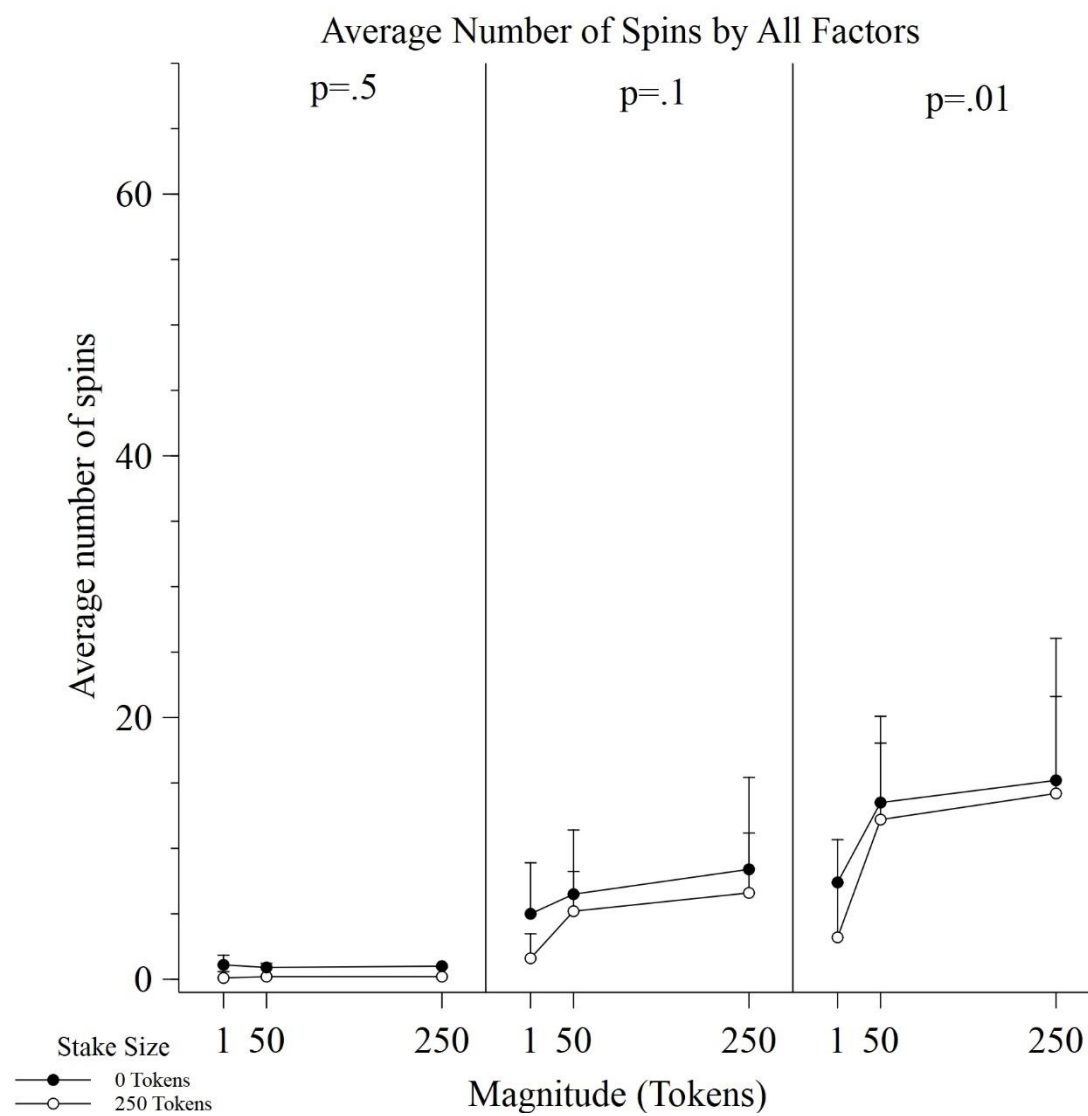 Average Number of Spins by All Factors
p=.5
p=.1
p=.01
60
40
20
0
Average number of spins
1 50 250 1 50 250 1 50 250
Magnitude (Tokens)
Stake Size
0 Tokens
250 Tokens